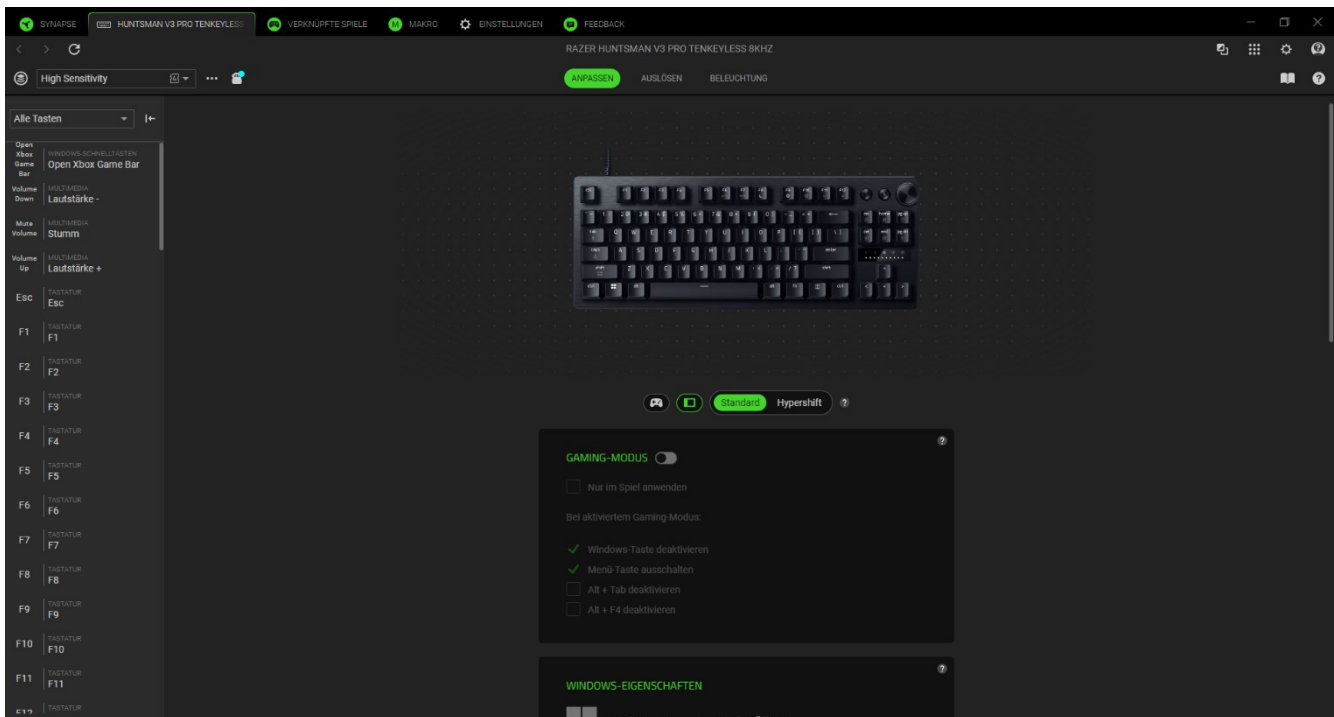 SYNAPSE
HUNTSMAN V3 PRO TENKEYLESS
VERKNÜPFTE SPIELE
MAKRO
EINSTELLUNGEN
FEEDBACK
RAZER HUNTSMAN V3 PRO TENKEYLESS 8KHZ
High Sensitivity
ANPASSEN
AUSLÖSEN
BELEUCHTUNG
Alle Tasten
Open Xbox Game Bar
WINDOWS-SCHNELLTASTEN
Open Xbox Game Bar
Volume Down
MULTIMEDIA
Lautstärke -
Mute Volume
MULTIMEDIA
Stumm
Volume Up
MULTIMEDIA
Lautstärke +
Esc
TASTATUR
Esc
F1
TASTATUR
F1
F2
TASTATUR
F2
F3
TASTATUR
F3
F4
TASTATUR
F4
F5
TASTATUR
F5
F6
TASTATUR
F6
F7
TASTATUR
F7
F8
TASTATUR
F8
F9
TASTATUR
F9
F10
TASTATUR
F10
F11
TASTATUR
F11
F12
TASTATUR
Standard
Hypershift
GAMING-MODUS
Nur im Spiel anwenden
Bei aktiviertem Gaming-Modus:
Windows-Taste deaktivieren
Menü-Taste ausschalten
Alt + Tab deaktivieren
Alt + F4 deaktivieren
WINDOWS-EIGENSCHAFTEN